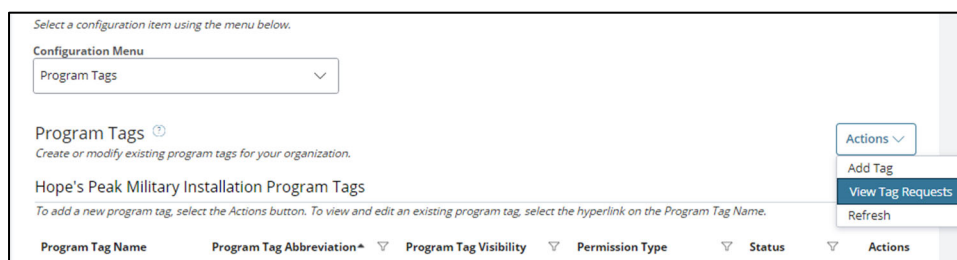 Select a configuration item using the menu below.
Configuration Menu
Program Tags
Program Tags ?
Actions
Create or modify existing program tags for your organization.
Add Tag
Hope's Peak Military Installation Program Tags
View Tag Requests
To add a new program tag, select the Actions button. To view and edit an existing program tag, select the hyperlink on the Program Tag Name.
Refresh
Program Tag Name Program Tag Abbreviation Program Tag Visibility Permission Type Status Actions